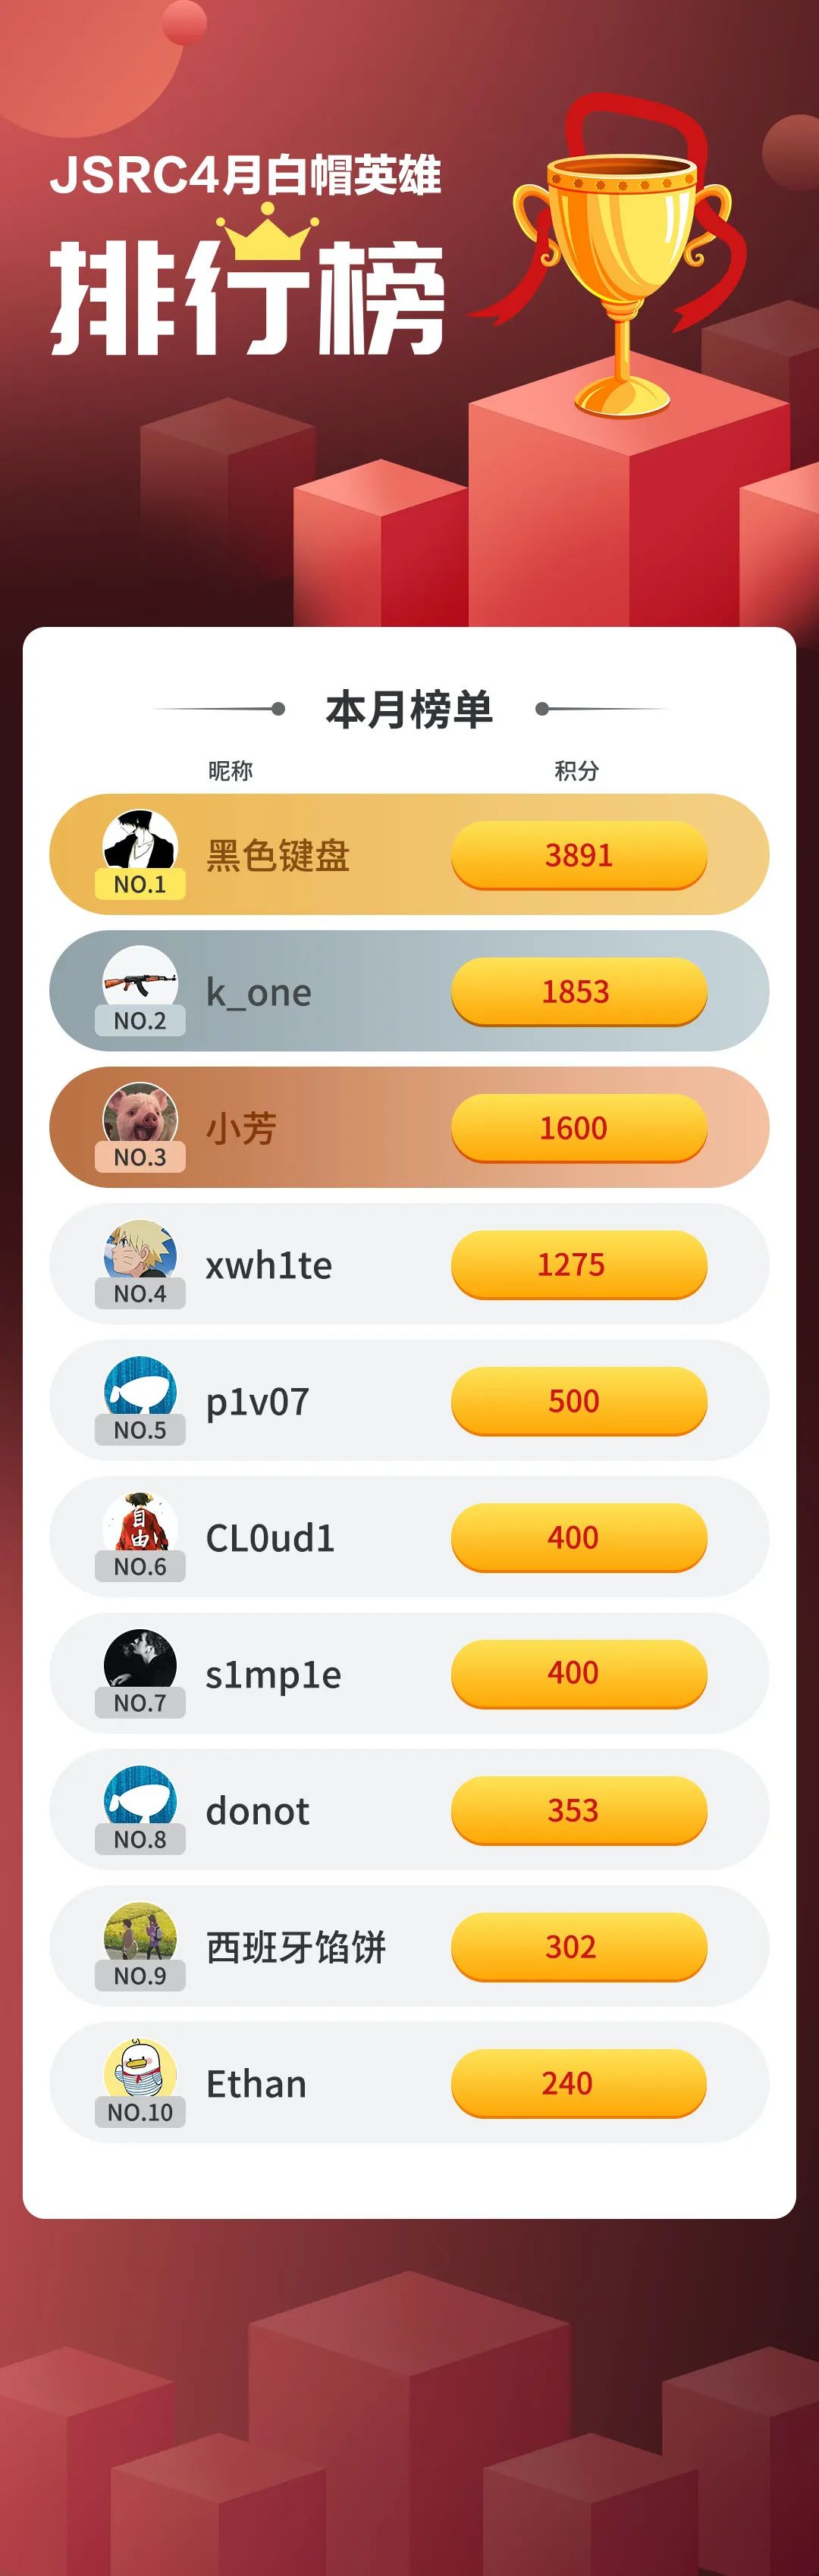 JSRC4月白帽英雄
排行榜
本月榜单
昵称 积分
NO.1 黑色键盘 3891
NO.2 k_one 1853
NO.3 小芳 1600
NO.4 xwh1te 1275
NO.5 p1v07 500
自由
NO.6 CL0ud1 400
NO.7 s1mp1e 400
NO.8 donot 353
NO.9 西班牙馅饼 302
NO.10 Ethan 240